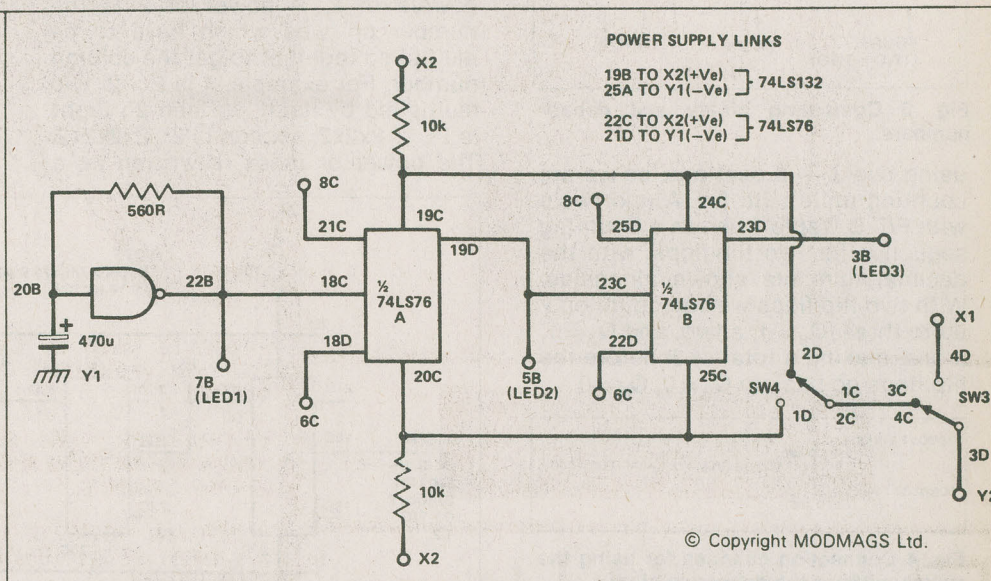 POWER SUPPLY LINKS
19B TO X2(+Ve)
25A TO Y1(−Ve)
74LS132
22C TO X2(+Ve)
21D TO Y1(−Ve)
74LS76
X2
10k
8C
21C
19C
19D
560R
20B
22B
18C
½
74LS76
A
18D
20C
470u
+
Y1
7B
(LED1)
6C
5B
(LED2)
8C
25D
24C
23D
23C
½
74LS76
B
22D
25C
6C
3B
(LED3)
X1
4D
2D
SW4
1D
1C
2C
3C
4C
SW3
3D
10k
X2
© Copyright MODMAGS Ltd.